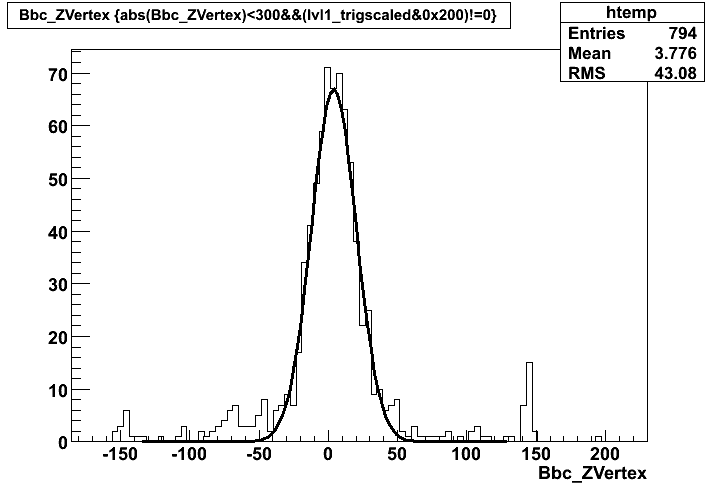 Bbc_ZVertex {abs(Bbc_ZVertex)<300&&(lvl1_trigscaled&0x200)!=0}
htemp
Entries 794
Mean 3.776
RMS 43.08
70
60
50
40
30
20
10
0
-150 -100 -50 0 50 100 150 200
Bbc_ZVertex